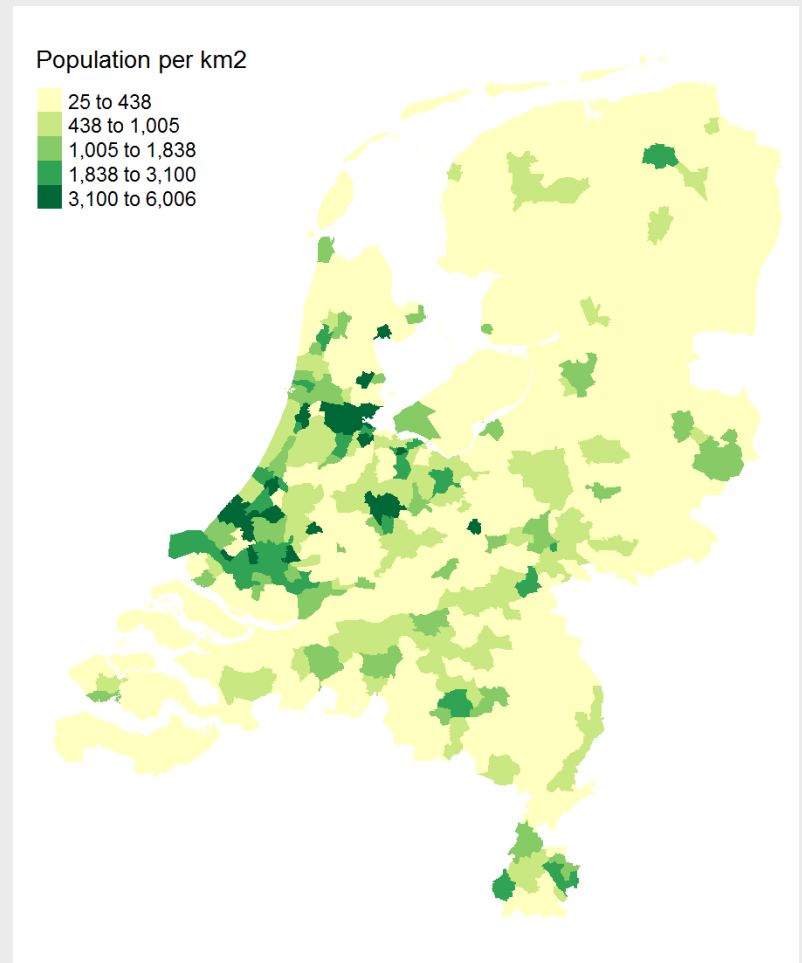 Population per km2
25 to 438
438 to 1,005
1,005 to 1,838
1,838 to 3,100
3,100 to 6,006